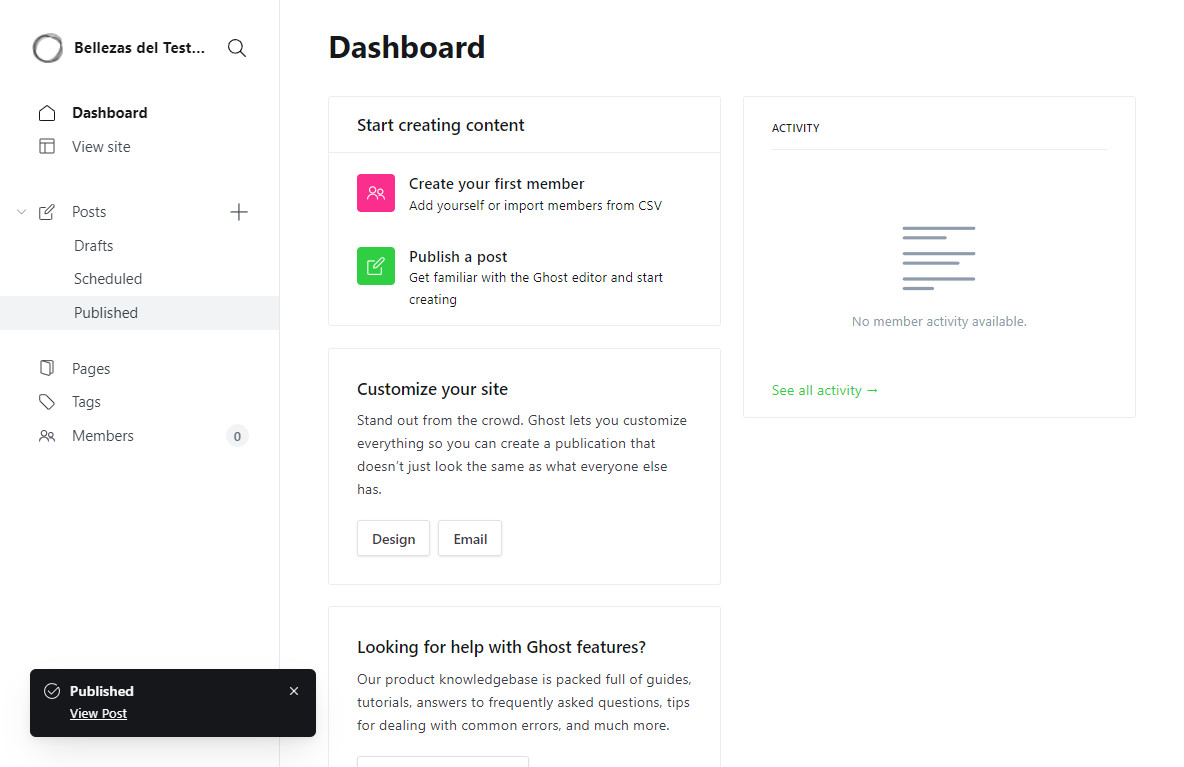 Bellezas del Test...
Dashboard
View site
Posts
Drafts
Scheduled
Published
Pages
Tags
Members
0
Published
View Post
Dashboard
Start creating content
Create your first member
Add yourself or import members from CSV
Publish a post
Get familiar with the Ghost editor and start
creating
Customize your site
Stand out from the crowd. Ghost lets you customize
everything so you can create a publication that
doesn’t just look the same as what everyone else
has.
Design
Email
Looking for help with Ghost features?
Our product knowledgebase is packed full of guides,
tutorials, answers to frequently asked questions, tips
for dealing with common errors, and much more.
ACTIVITY
No member activity available.
See all activity →